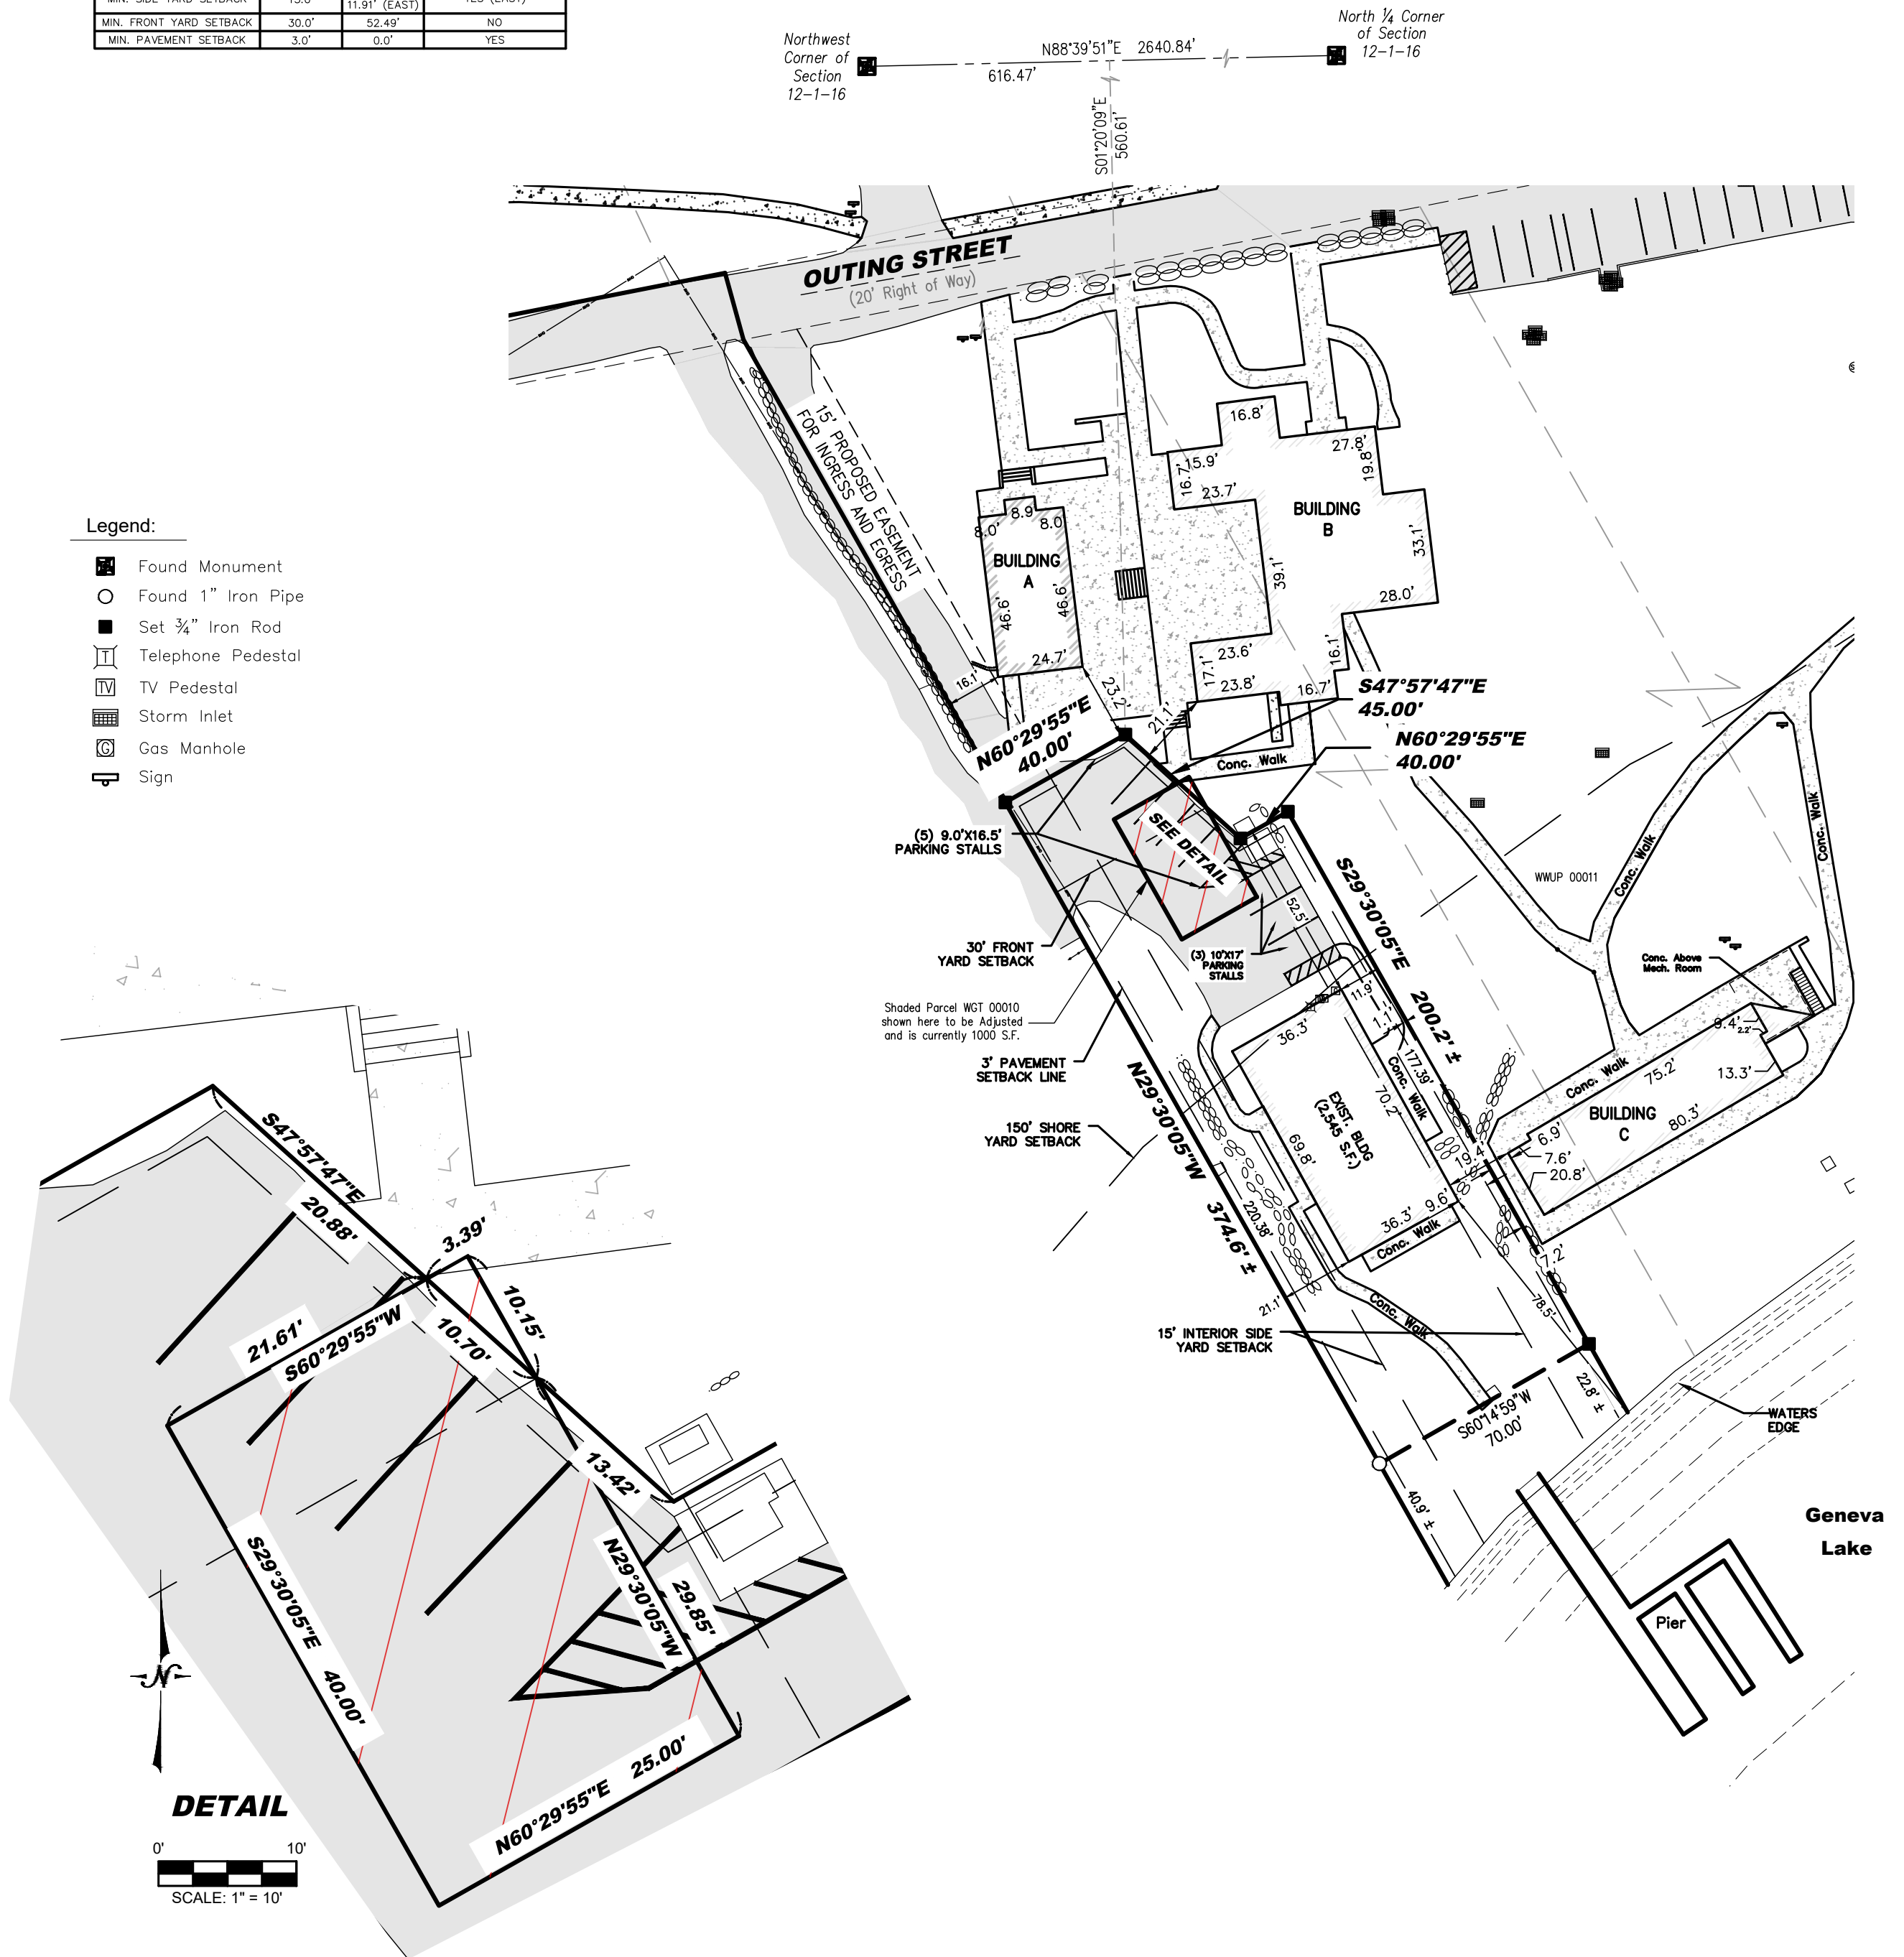 MIN. SIDE YARD SETBACK 15.0' 11.91' (EAST) YES (EAST)
MIN. FRONT YARD SETBACK 30.0' 52.49' NO
MIN. PAVEMENT SETBACK 3.0' 0.0' YES
Northwest
Corner of
Section
12-1-16
N88°39'51"E 2640.84'
616.47'
North ¼ Corner
of Section
12-1-16
S01°20'09"E
560.61'
OUTING STREET
(20' Right of Way)
15' PROPOSED EASEMENT
FOR INGRESS AND EGRESS
Legend:
Found Monument
Found 1" Iron Pipe
Set ¾" Iron Rod
T Telephone Pedestal
TV TV Pedestal
Storm Inlet
G Gas Manhole
Sign
8.0'
8.9
8.0
BUILDING
A
46.6'
46.6'
24.7'
16.1'
23.2'
21.1'
16.8'
27.8'
19.8'
15.9'
16.7'
23.7'
BUILDING
B
33.1'
39.1'
28.0'
23.6'
16.1'
17.1'
23.8'
16.7'
S47°57'47"E
45.00'
N60°29'55"E
40.00'
N60°29'55"E
40.00'
Conc. Walk
(5) 9.0'X16.5'
PARKING STALLS
SEE DETAIL
30' FRONT
YARD SETBACK
(3) 10'X17'
PARKING
STALLS
52.5'
S29°30'05"E 200.2' ±
WWUP 00011
Conc. Walk
Conc. Walk
Conc. Above
Mech. Room
Shaded Parcel WGT 00010
shown here to be Adjusted
and is currently 1000 S.F.
3' PAVEMENT
SETBACK LINE
150' SHORE
YARD SETBACK
N29°30'05"W 374.6' ±
220.38'
36.3'
11.9'
1.1'
177.39'
Conc. Walk
70.2'
EXIST. BLDG
(2,545 S.F.)
69.8'
36.3'
9.6'
Conc. Walk
19.4'
9.4'
2.2'
Conc. Walk
75.2'
13.3'
BUILDING
C
80.3'
6.9'
7.6'
20.8'
7.2'
78.5'
21.1'
Conc. Walk
15' INTERIOR SIDE
YARD SETBACK
S60°14'59"W
70.00'
22.8' ±
40.9' ±
WATERS
EDGE
Geneva
Lake
Pier
S47°57'47"E
20.88'
3.39'
10.15'
21.61'
S60°29'55"W
10.70'
13.42'
S29°30'05"E 40.00'
N29°30'05"W
29.85'
N60°29'55"E 25.00'
N
DETAIL
0' 10'
SCALE: 1" = 10'